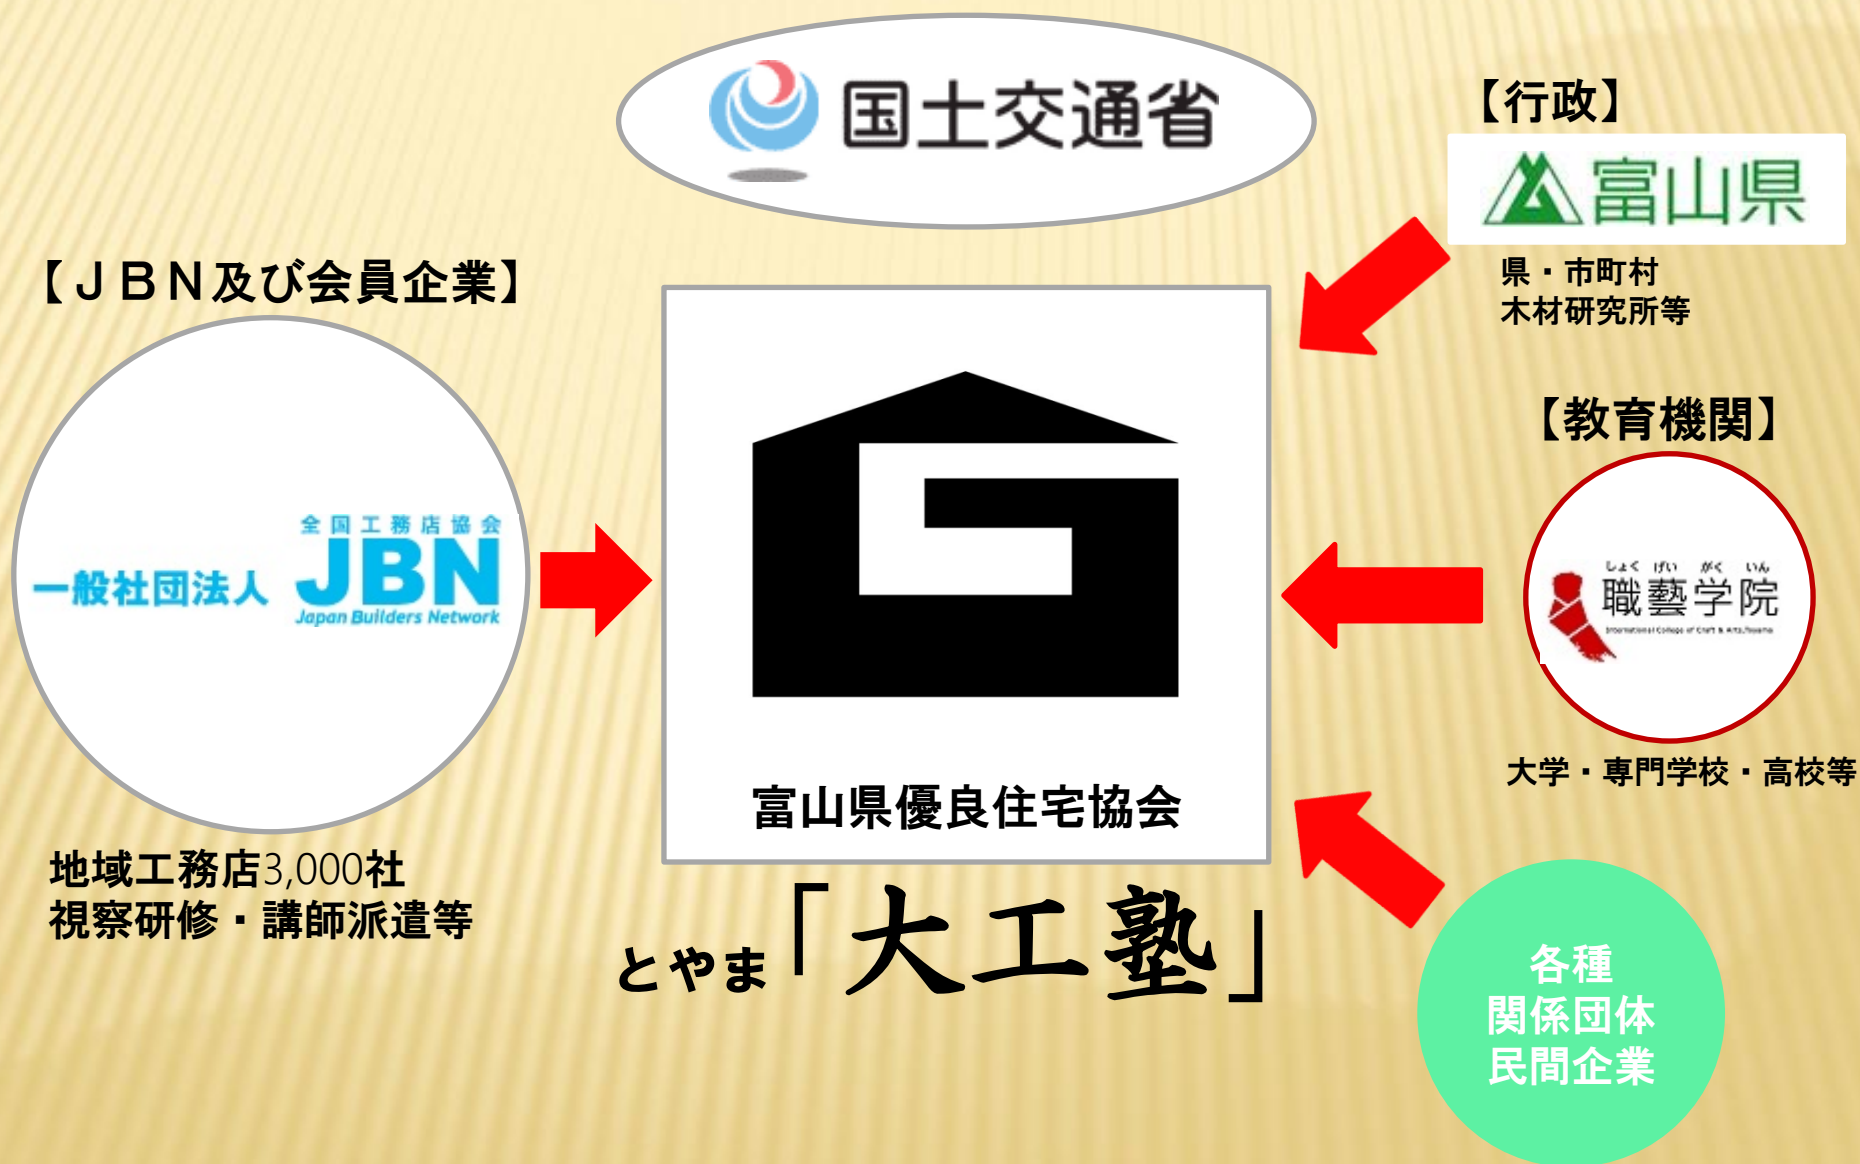 国土交通省
【行政】
富山県
県・市町村
木材研究所等
【ＪＢＮ及び会員企業】
全国工務店協会
一般社団法人 JBN
Japan Builders Network
地域工務店3,000社
視察研修・講師派遣等
富山県優良住宅協会
とやま「大工塾」
【教育機関】
しょく げい がく いん
職藝学院
International College of Craft & Arts,Toyama
大学・専門学校・高校等
各種
関係団体
民間企業